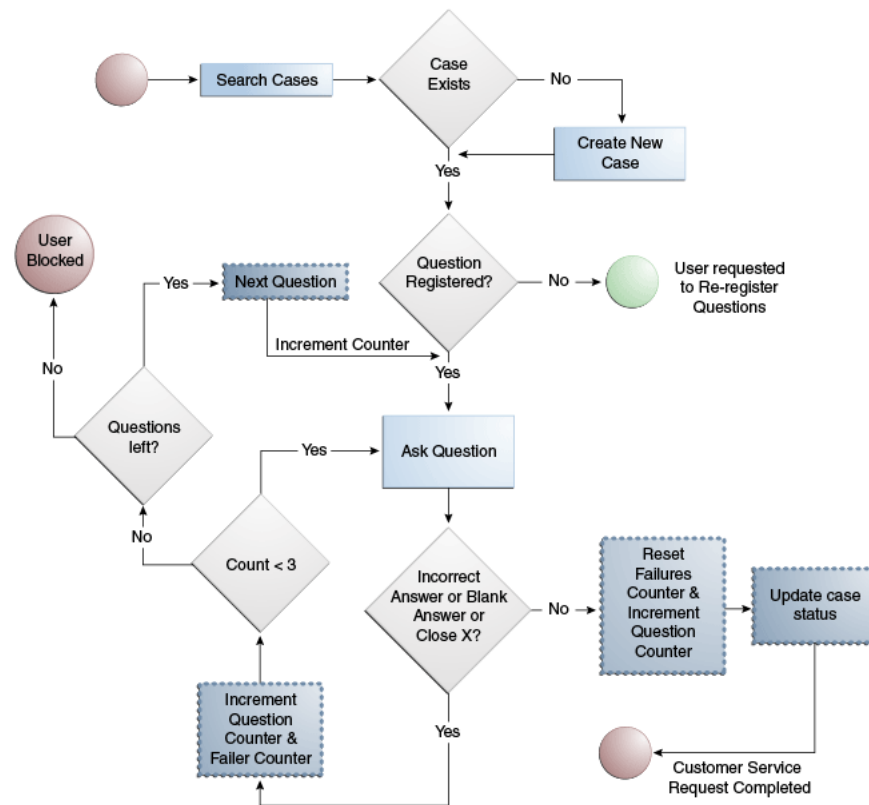 Case
Exists
Search Cases
No
Create New
Case
Yes
User
Blocked
Yes
Next Question
Question
Registered?
No
User requested
to Re-register
Questions
Increment Counter
No
Yes
Questions
left?
Yes
Ask Question
No
Count < 3
Incorrect
Answer or Blank
Answer or
Close X?
No
Reset
Failures
Counter &
Increment
Question
Counter
Update case
status
Increment
Question
Counter &
Failer Counter
Yes
Customer Service
Request Completed